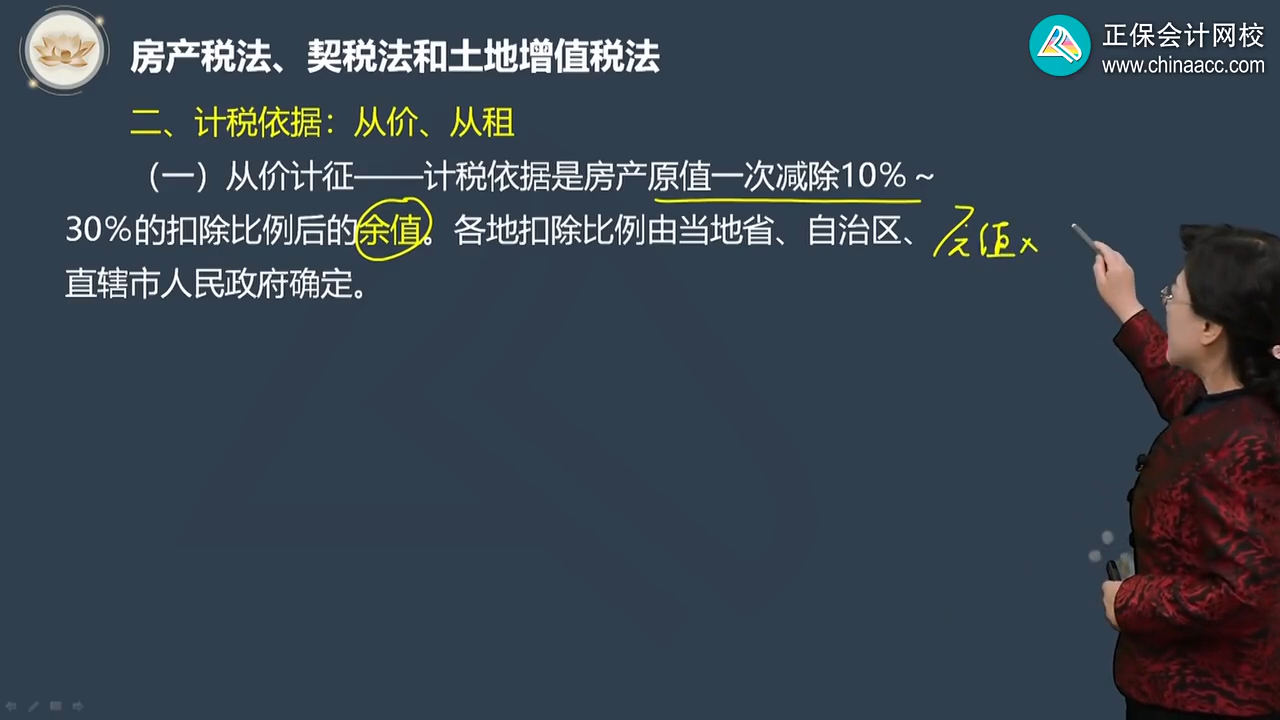 房产税法、契税法和土地增值税法
正保会计网校
www.chinaacc.com
二、计税依据：从价、从租
（一）从价计征——计税依据是房产原值一次减除10%～
30%的扣除比例后的余值。各地扣除比例由当地省、自治区、
原值×
直辖市人民政府确定。